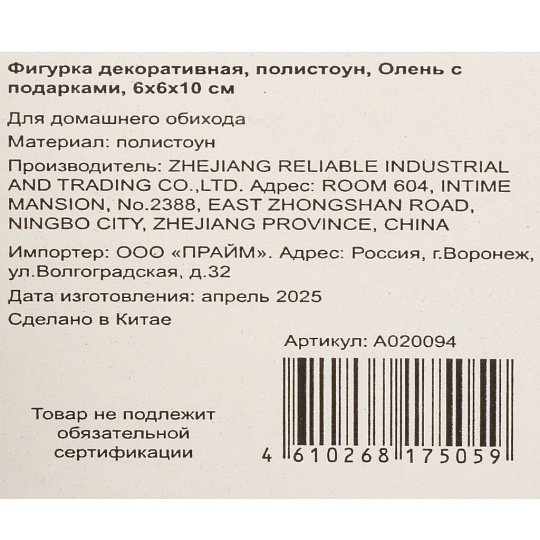 Фигурка декоративная, полистоун, Олень с
подарками, 6x6x10 см
Для домашнего обихода
Материал: полистоун
Производитель: ZHEJIANG RELIABLE INDUSTRIAL
AND TRADING CO.,LTD. Адрес: ROOM 604, INTIME
MANSION, No.2388, EAST ZHONGSHAN ROAD,
NINGBO CITY, ZHEJIANG PROVINCE, CHINA
Импортер: ООО «ПРАЙМ». Адрес: Россия, г.Воронеж,
ул.Волгоградская, д.32
Дата изготовления: апрель 2025
Сделано в Китае
Артикул: A020094
Товар не подлежит
обязательной
сертификации
4 610268 175059